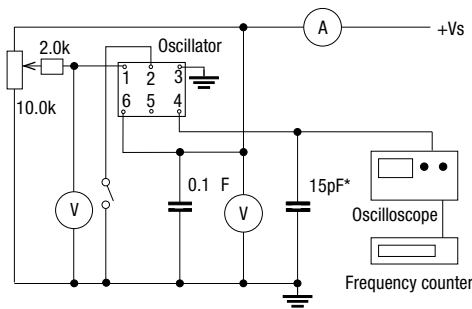 A
+Vs
2.0k
Oscillator
1 2 3
6 5 4
10.0k
V
0.1 F
V
15pF*
Oscilloscope
Frequency counter